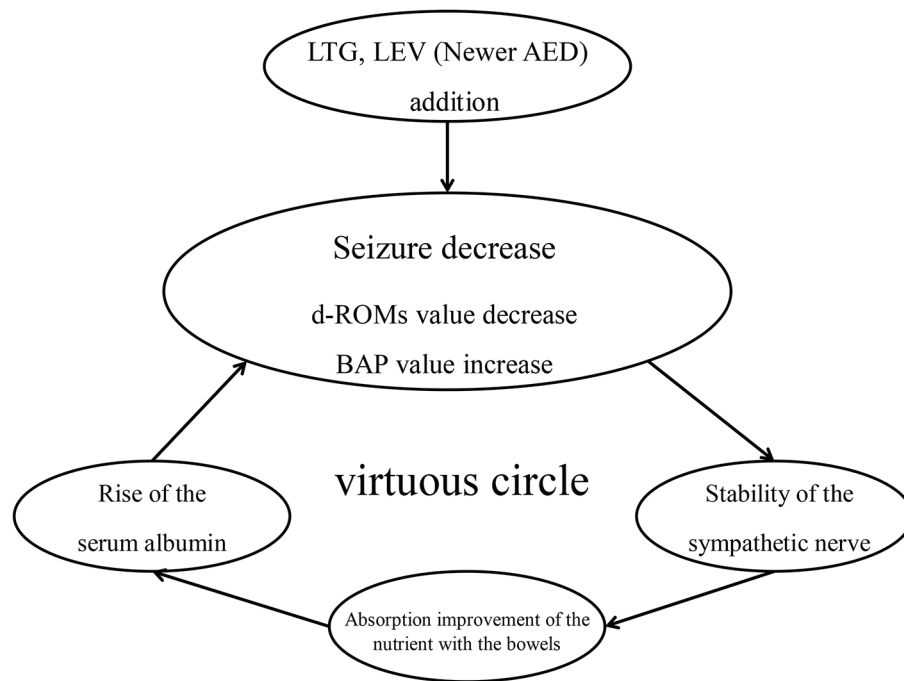 LTG, LEV (Newer AED)
addition
Seizure decrease
d-ROMs value decrease
BAP value increase
virtuous circle
Rise of the
serum albumin
Stability of the
sympathetic nerve
Absorption improvement of the
nutrient with the bowels